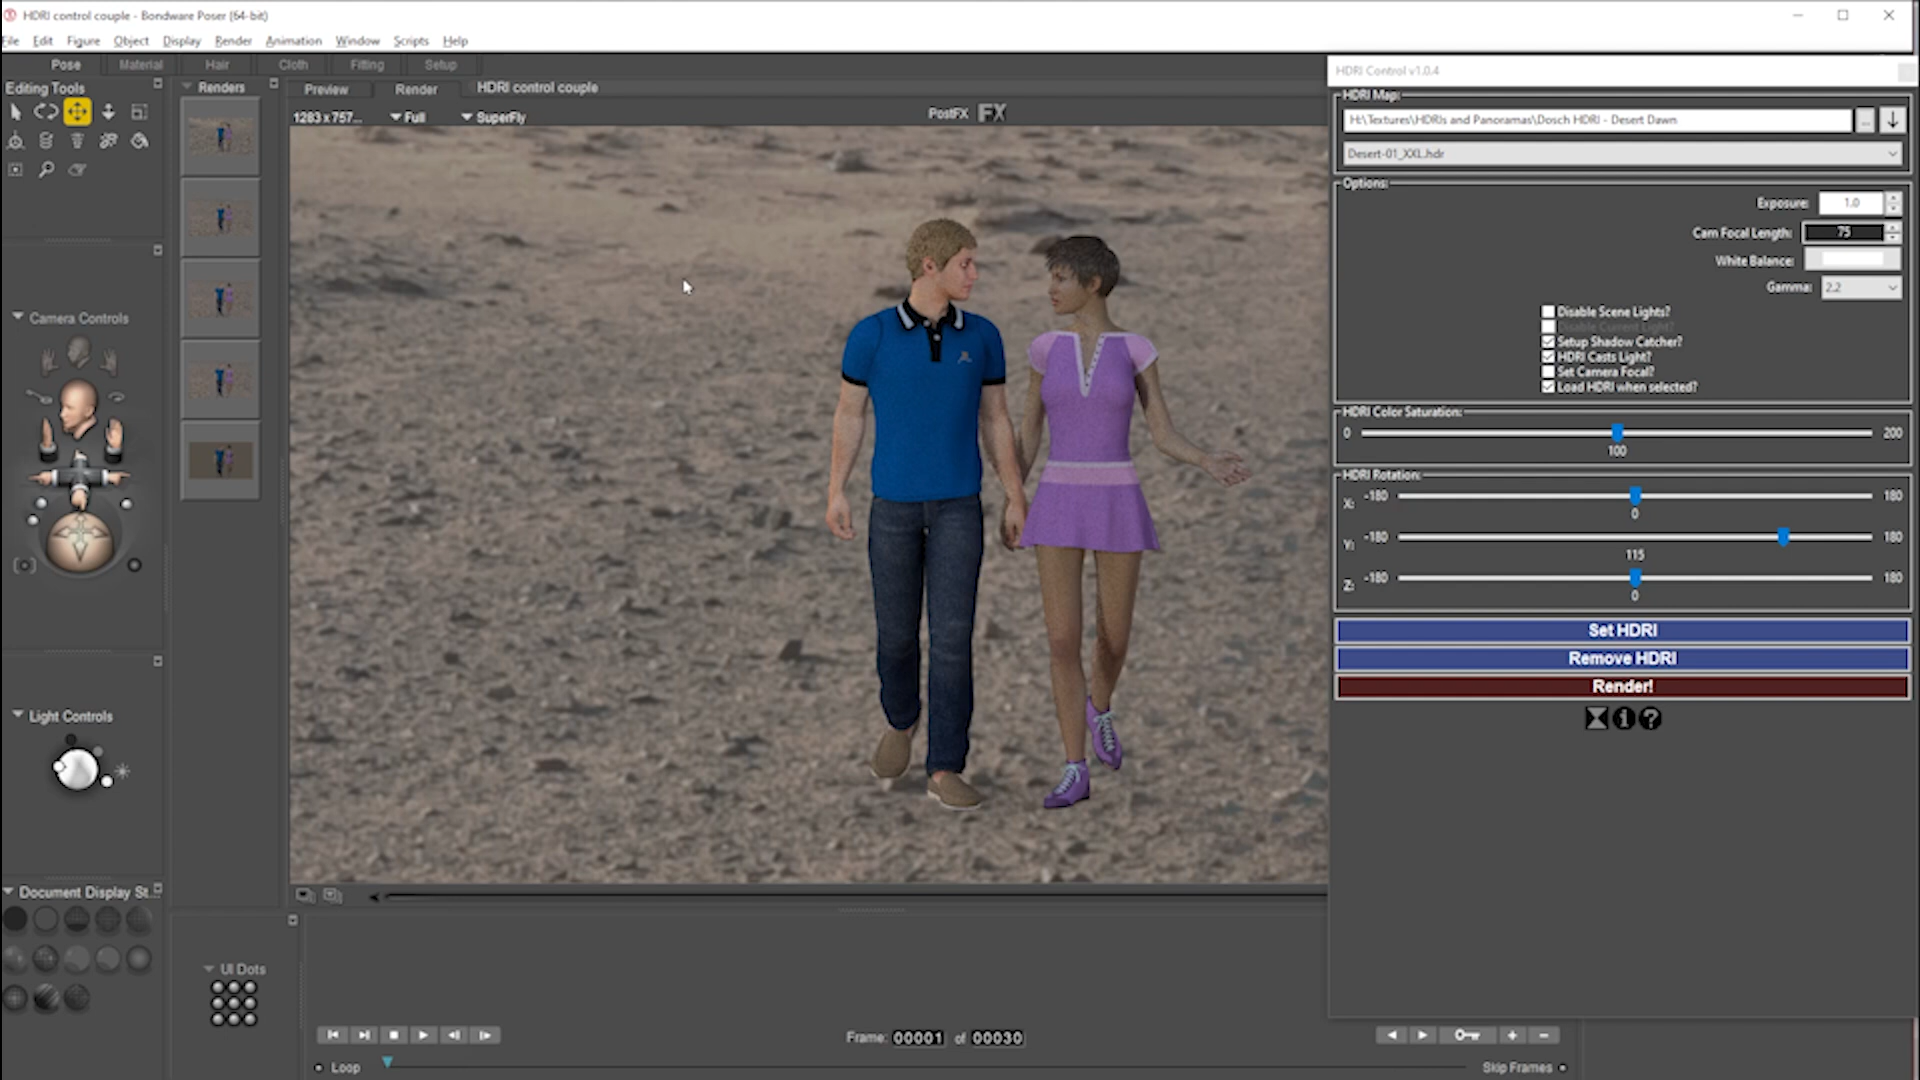 HDRI control couple - Bondware Poser (64-bit)
File Edit Figure Object Display Render Animation Window Scripts Help
Pose Material Hair Cloth Fitting Setup
Editing Tools
Renders
Preview Render HDRI control couple
1283 x 757... Full SuperFly PostFX FX
Camera Controls
Light Controls
Document Display St...
UI Dots
Frame: 00001 of 00030
Loop
Skip Frames
HDRI Control v1.0.4
HDRI Map:
H:\Textures\HDRIs and Panoramas\Dosch HDRI - Desert Dawn ...
Desert-01_XXL.hdr
Options:
Exposure: 1.0
Cam Focal Length: 75
White Balance:
Gamma: 2.2
Disable Scene Lights?
Disable Current Light?
Setup Shadow Catcher?
HDRI Casts Light?
Set Camera Focal?
Load HDRI when selected?
HDRI Color Saturation:
0 200
100
HDRI Rotation:
X: -180 180
0
Y: -180 180
115
Z: -180 180
0
Set HDRI
Remove HDRI
Render!